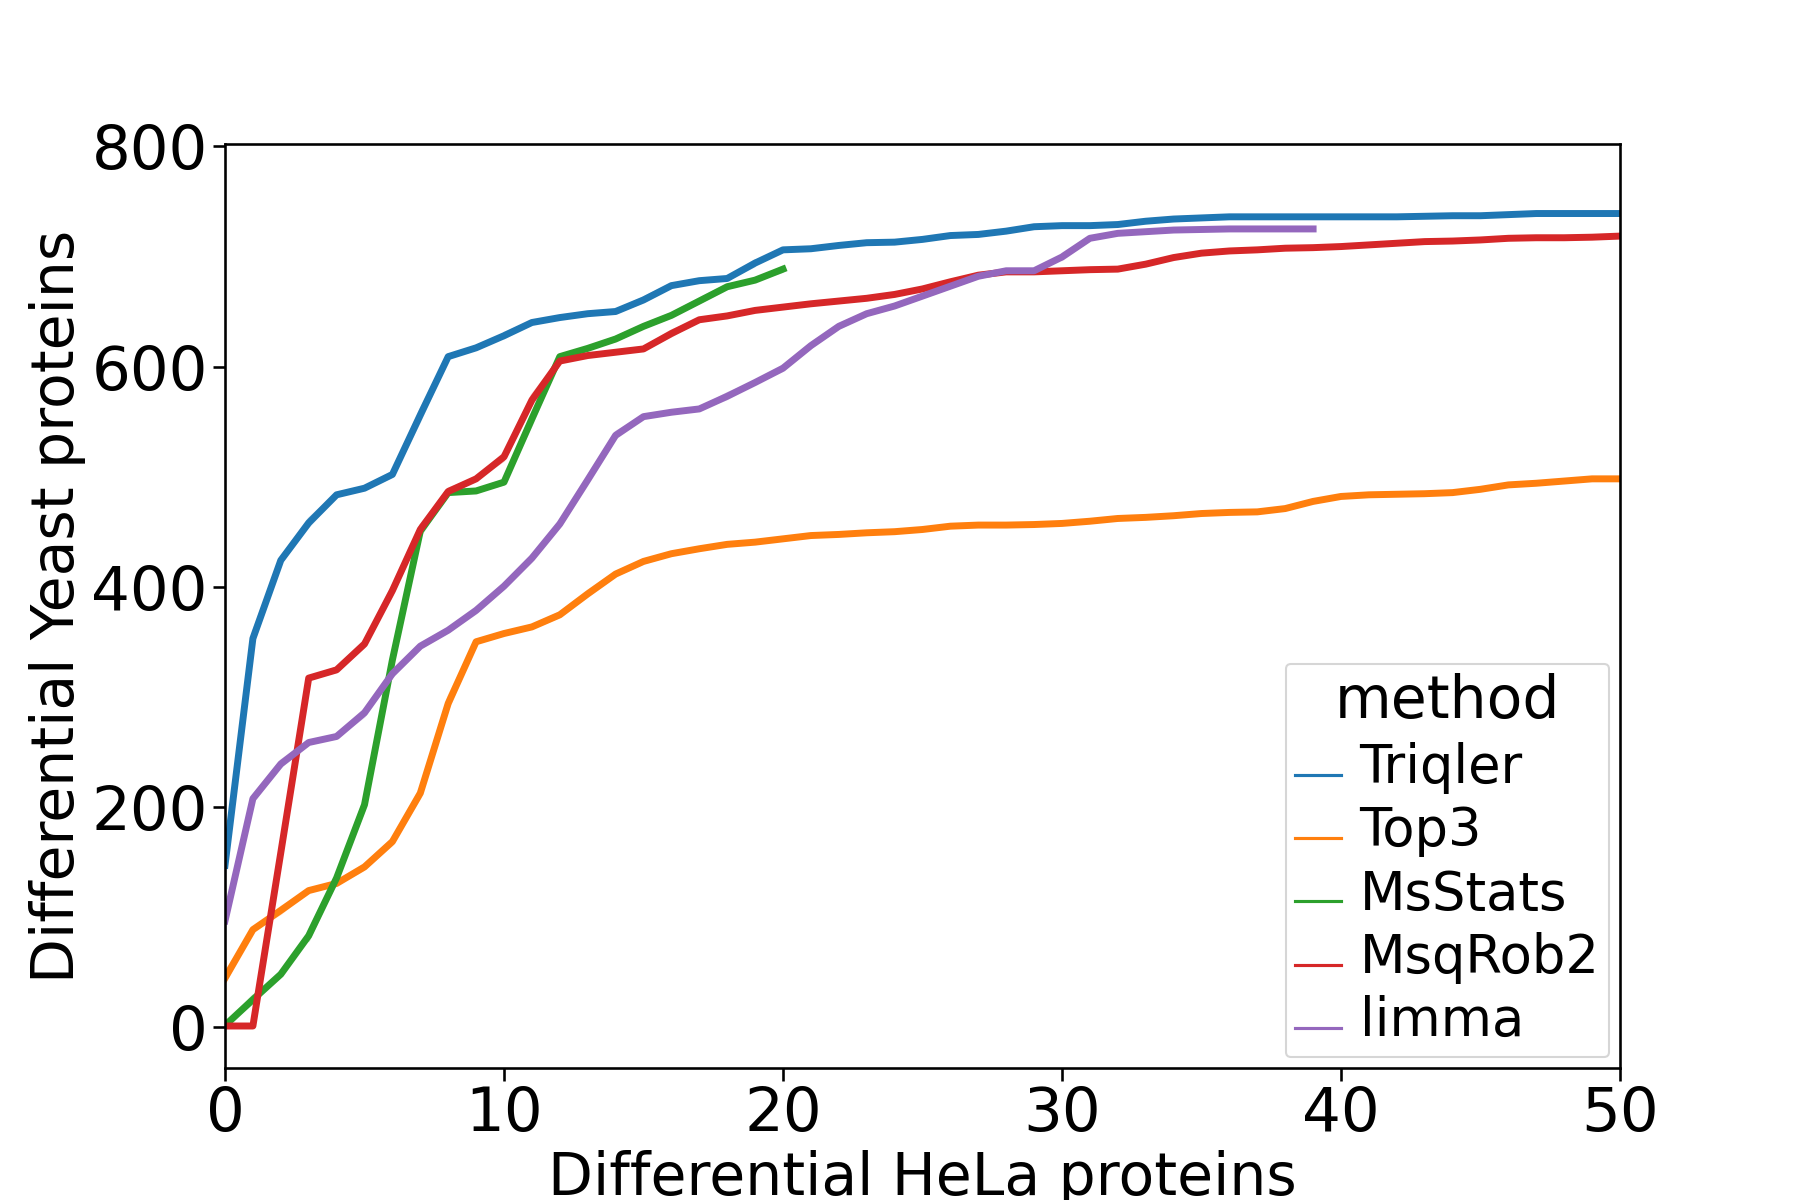 Differential Yeast proteins
800
600
400
200
0
0 10 20 30 40 50
Differential HeLa proteins
method
Triqler
Top3
MsStats
MsqRob2
limma